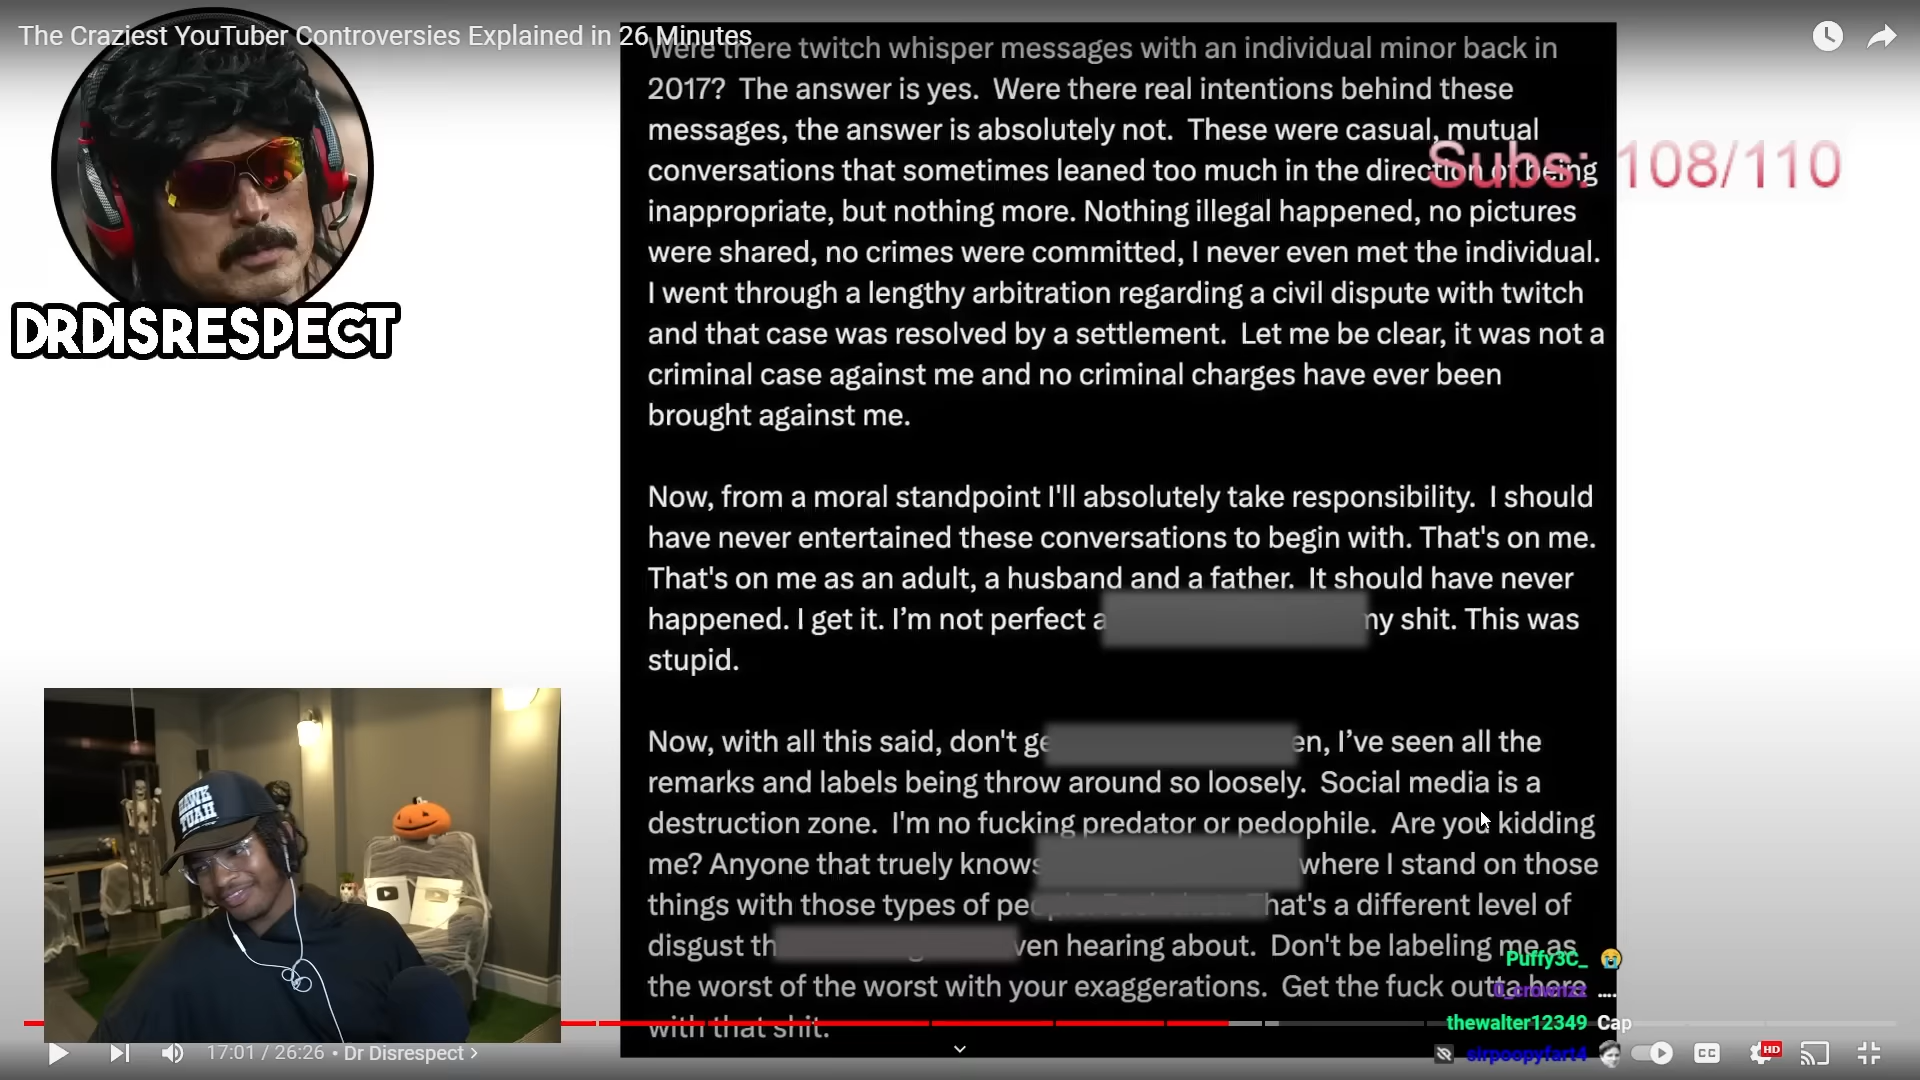 The Craziest YouTuber Controversies Explained in 26 Minutes
DRDISRESPECT
Were there twitch whisper messages with an individual minor back in
2017? The answer is yes. Were there real intentions behind these
messages, the answer is absolutely not. These were casual, mutual
conversations that sometimes leaned too much in the direction of being
inappropriate, but nothing more. Nothing illegal happened, no pictures
were shared, no crimes were committed, I never even met the individual.
I went through a lengthy arbitration regarding a civil dispute with twitch
and that case was resolved by a settlement. Let me be clear, it was not a
criminal case against me and no criminal charges have ever been
brought against me.
Now, from a moral standpoint I'll absolutely take responsibility. I should
have never entertained these conversations to begin with. That's on me.
That's on me as an adult, a husband and a father. It should have never
happened. I get it. I’m not perfect a my shit. This was
stupid.
Now, with all this said, don't ge en, I’ve seen all the
remarks and labels being throw around so loosely. Social media is a
destruction zone. I'm no fucking predator or pedophile. Are you kidding
me? Anyone that truely knows where I stand on those
things with those types of That's a different level of
disgust th ven hearing about. Don't be labeling me as
the worst of the worst with your exaggerations. Get the fuck outta here
with that shit.
Subs: 108/110
HAWK
TUAH
Puffy3C_
0_crownzz ....
thewalter12349 Cap
sirpoopyfart4
17:01 / 26:26 • Dr Disrespect >
CC
HD